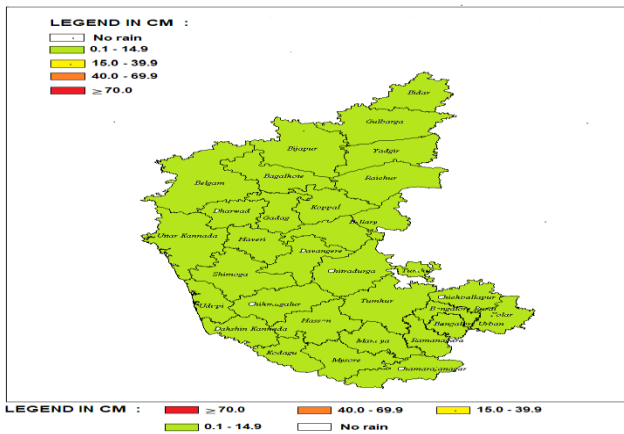 LEGEND IN CM :
No rain
0.1 - 14.9
15.0 - 39.9
40.0 - 69.9
≥ 70.0
Bidar
Gulbarga
Bijapur
Yadgir
Bagalkote
Raichur
Belgam
Koppal
Dharwad
Gadag
Bellary
Uttar Kannada
Haveri
Davangere
Chitradurga
Shimoga
Chickballapur
Chikmagalur
Tumkur
Udupi
Kolar
Urban
Hassan
Dakshin Kannada
Ramanagara
Kodagu
Mysore
Chamarajanagar
LEGEND IN CM : ≥ 70.0 40.0 - 69.9 15.0 - 39.9
0.1 - 14.9 No rain